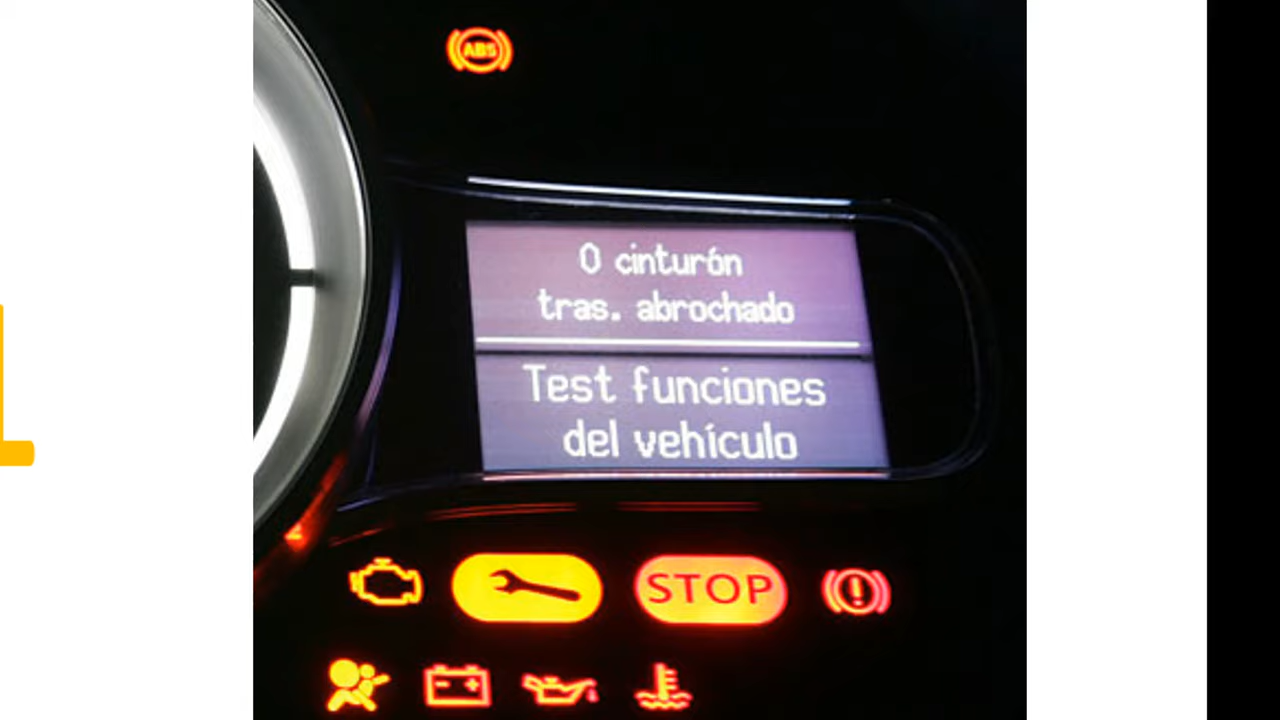 ABS
0 cinturón
tras. abrochado
Test funciones
del vehículo
STOP